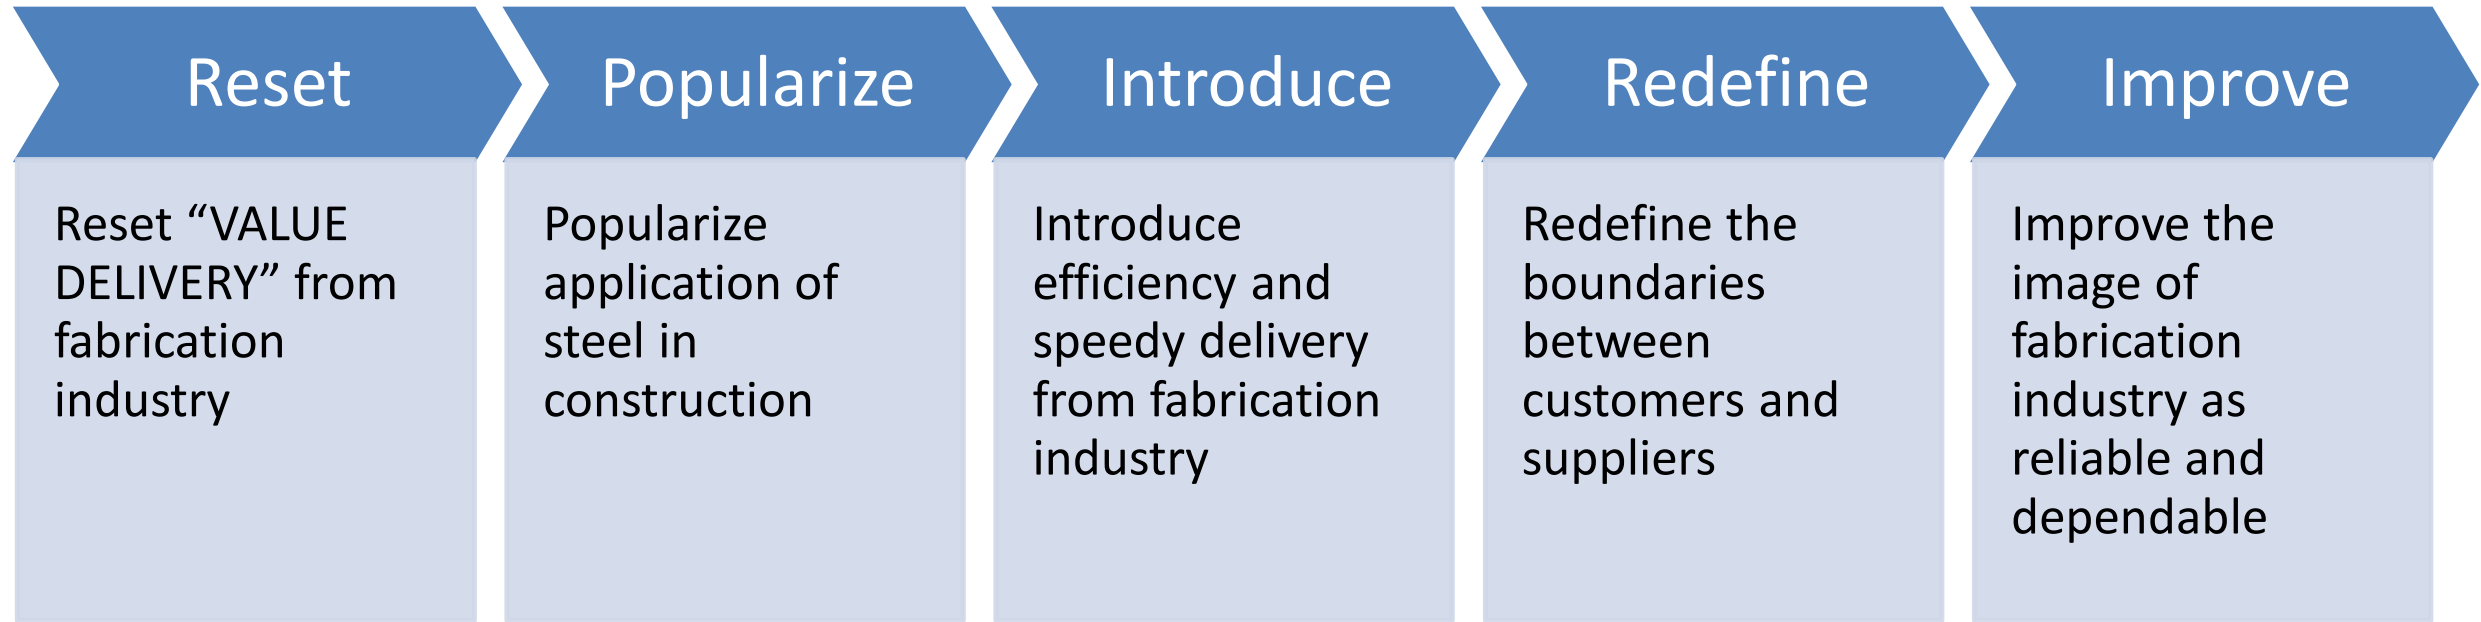 Reset
Reset “VALUE
DELIVERY” from
fabrication
industry
Popularize
Popularize
application of
steel in
construction
Introduce
Introduce
efficiency and
speedy delivery
from fabrication
industry
Redefine
Redefine the
boundaries
between
customers and
suppliers
Improve
Improve the
image of
fabrication
industry as
reliable and
dependable